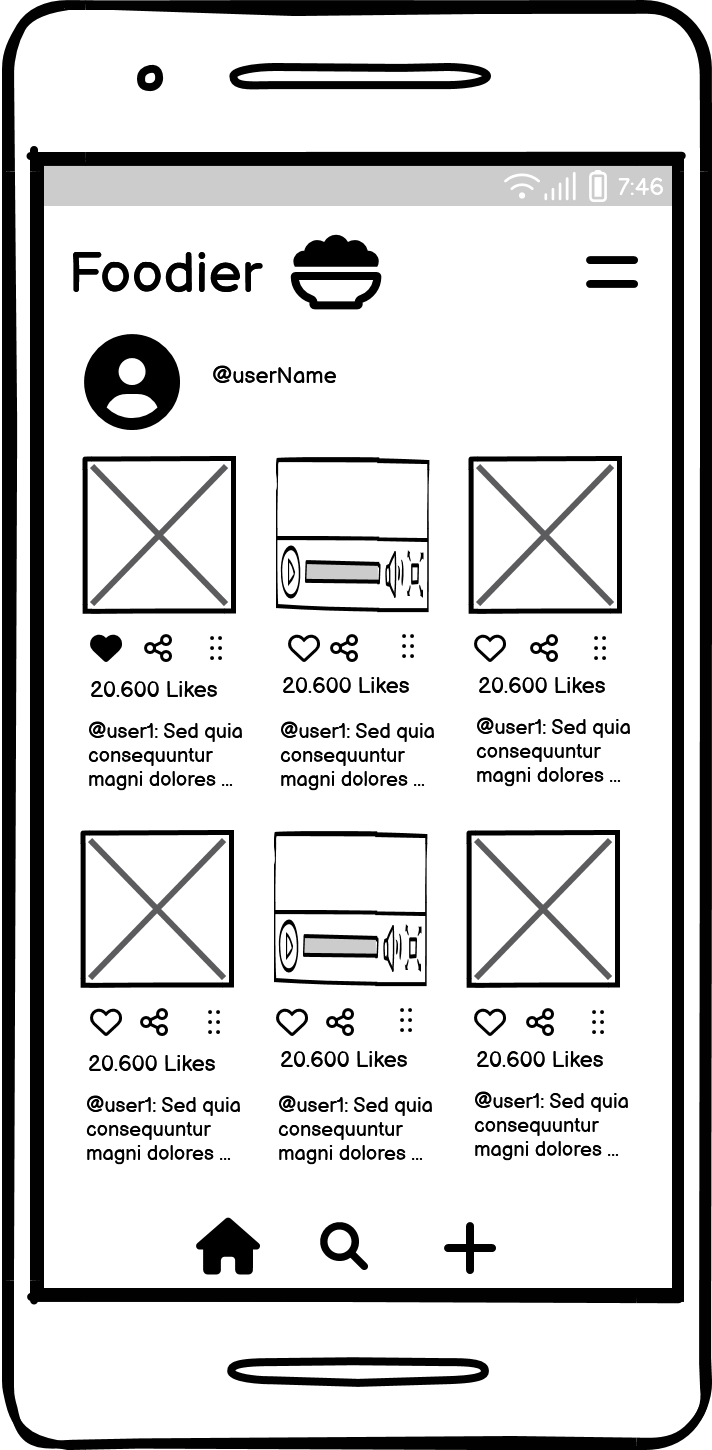 7:46
Foodier
@userName
20.600 Likes
@user1: Sed quia
consequuntur
magni dolores ...
20.600 Likes
@user1: Sed quia
consequuntur
magni dolores ...
20.600 Likes
@user1: Sed quia
consequuntur
magni dolores ...
20.600 Likes
@user1: Sed quia
consequuntur
magni dolores ...
20.600 Likes
@user1: Sed quia
consequuntur
magni dolores ...
20.600 Likes
@user1: Sed quia
consequuntur
magni dolores ...